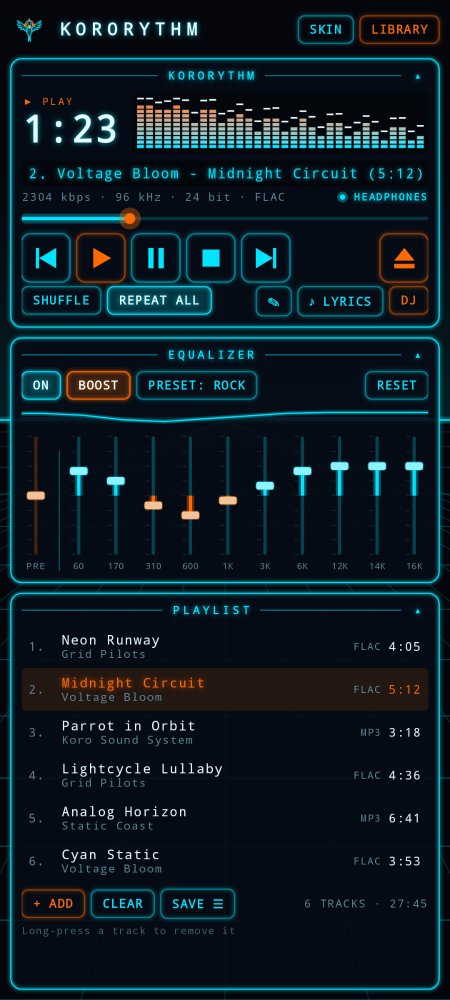 KORORYTHM
SKIN
LIBRARY
KORORYTHM ▲
▶ PLAY
1:23
2. Voltage Bloom - Midnight Circuit (5:12)
2304 kbps · 96 kHz · 24 bit · FLAC
HEADPHONES
SHUFFLE
REPEAT ALL
✎
♪ LYRICS
DJ
EQUALIZER ▲
ON
BOOST
PRESET: ROCK
RESET
PRE 60 170 310 600 1K 3K 6K 12K 14K 16K
PLAYLIST ▲
1. Neon Runway FLAC 4:05
Grid Pilots
2. Midnight Circuit FLAC 5:12
Voltage Bloom
3. Parrot in Orbit MP3 3:18
Koro Sound System
4. Lightcycle Lullaby FLAC 4:36
Grid Pilots
5. Analog Horizon MP3 6:41
Static Coast
6. Cyan Static FLAC 3:53
Voltage Bloom
+ ADD
CLEAR
SAVE ☰
6 TRACKS · 27:45
Long-press a track to remove it